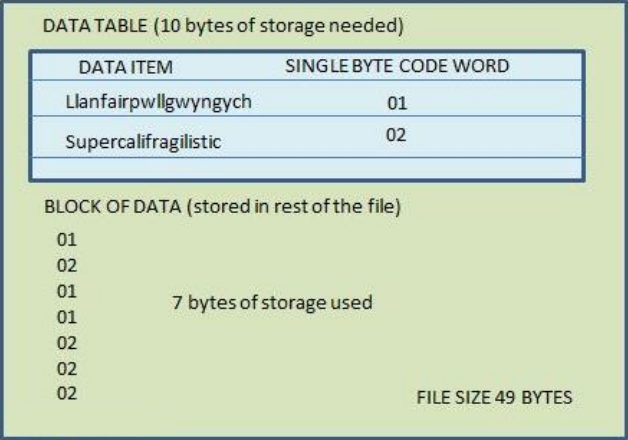 DATA TABLE (10 bytes of storage needed)
DATA ITEM SINGLE BYTE CODE WORD
Llanfairpwllgwyngych 01
Supercalifragilistic 02
BLOCK OF DATA (stored in rest of the file)
01
02
01
01
7 bytes of storage used
02
02
02
FILE SIZE 49 BYTES